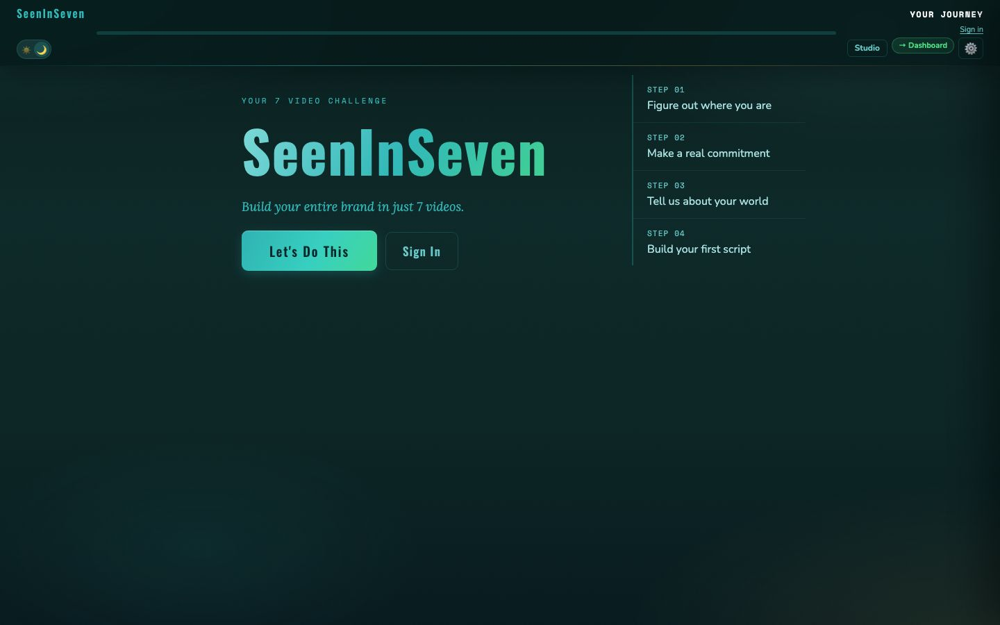 SeenInSeven
YOUR JOURNEY
Sign in
Studio
→ Dashboard
YOUR 7 VIDEO CHALLENGE
SeenInSeven
Build your entire brand in just 7 videos.
Let's Do This
Sign In
STEP 01
Figure out where you are
STEP 02
Make a real commitment
STEP 03
Tell us about your world
STEP 04
Build your first script